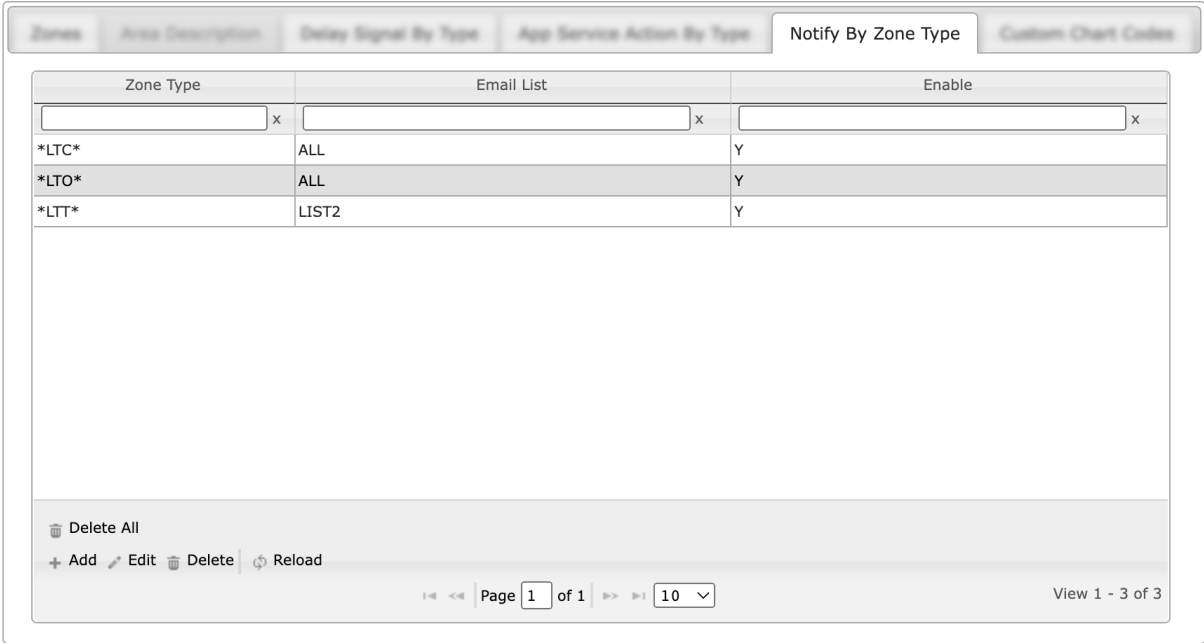 Zones Area Description Delay Signal By Type App Service Action By Type Notify By Zone Type Custom Chart Codes
Zone Type Email List Enable
x x x
*LTC* ALL Y
*LTO* ALL Y
*LTT* LIST2 Y
Delete All
Add Edit Delete Reload
Page 1 of 1 10 View 1 - 3 of 3